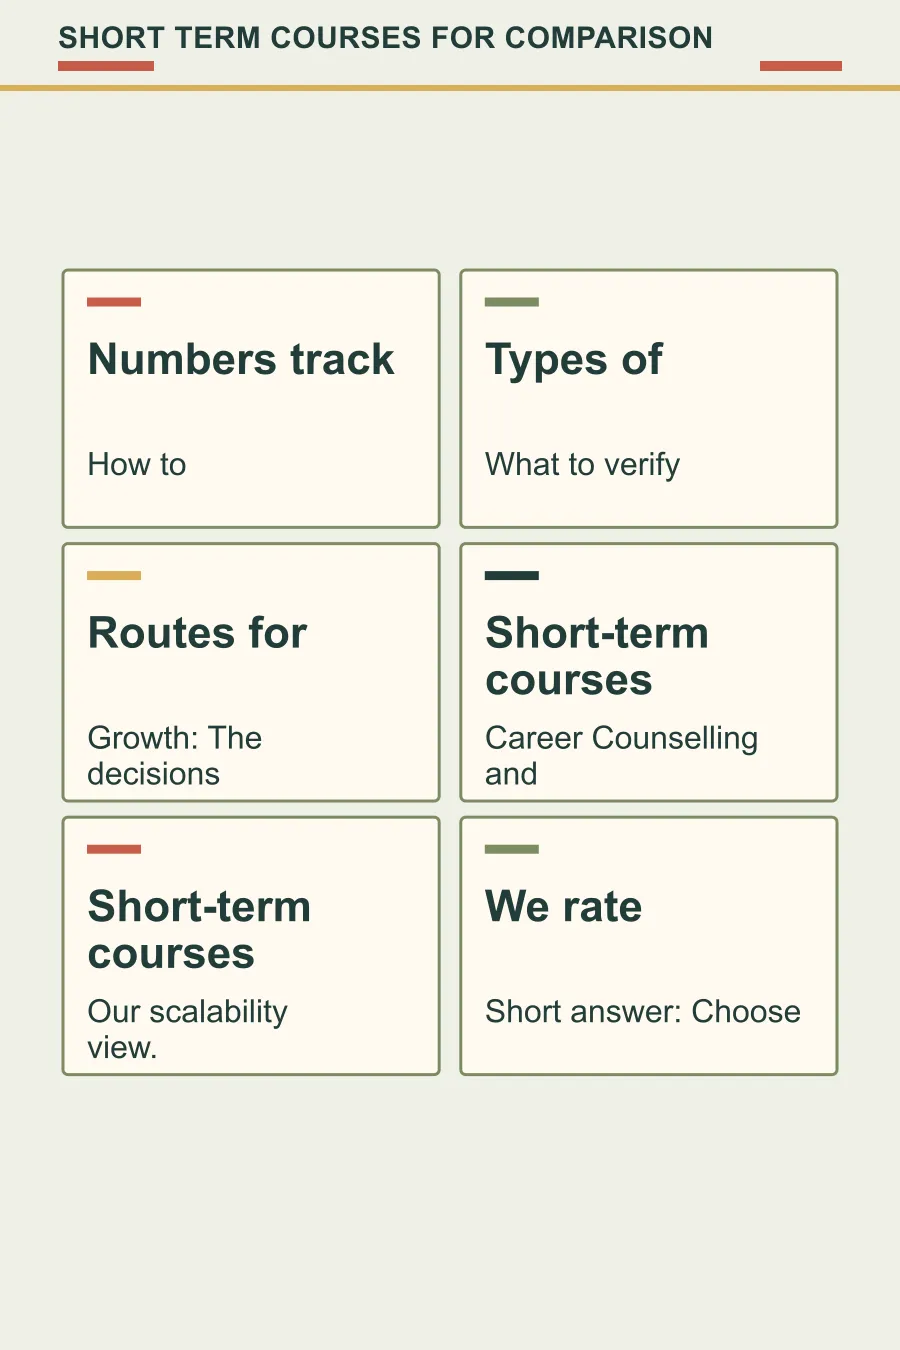 SHORT TERM COURSES FOR COMPARISON
Numbers track
How to
Types of
What to verify
Routes for
Growth: The
decisions
Short-term
courses
Career Counselling
and
Short-term
courses
Our scalability
view.
We rate
Short answer: Choose